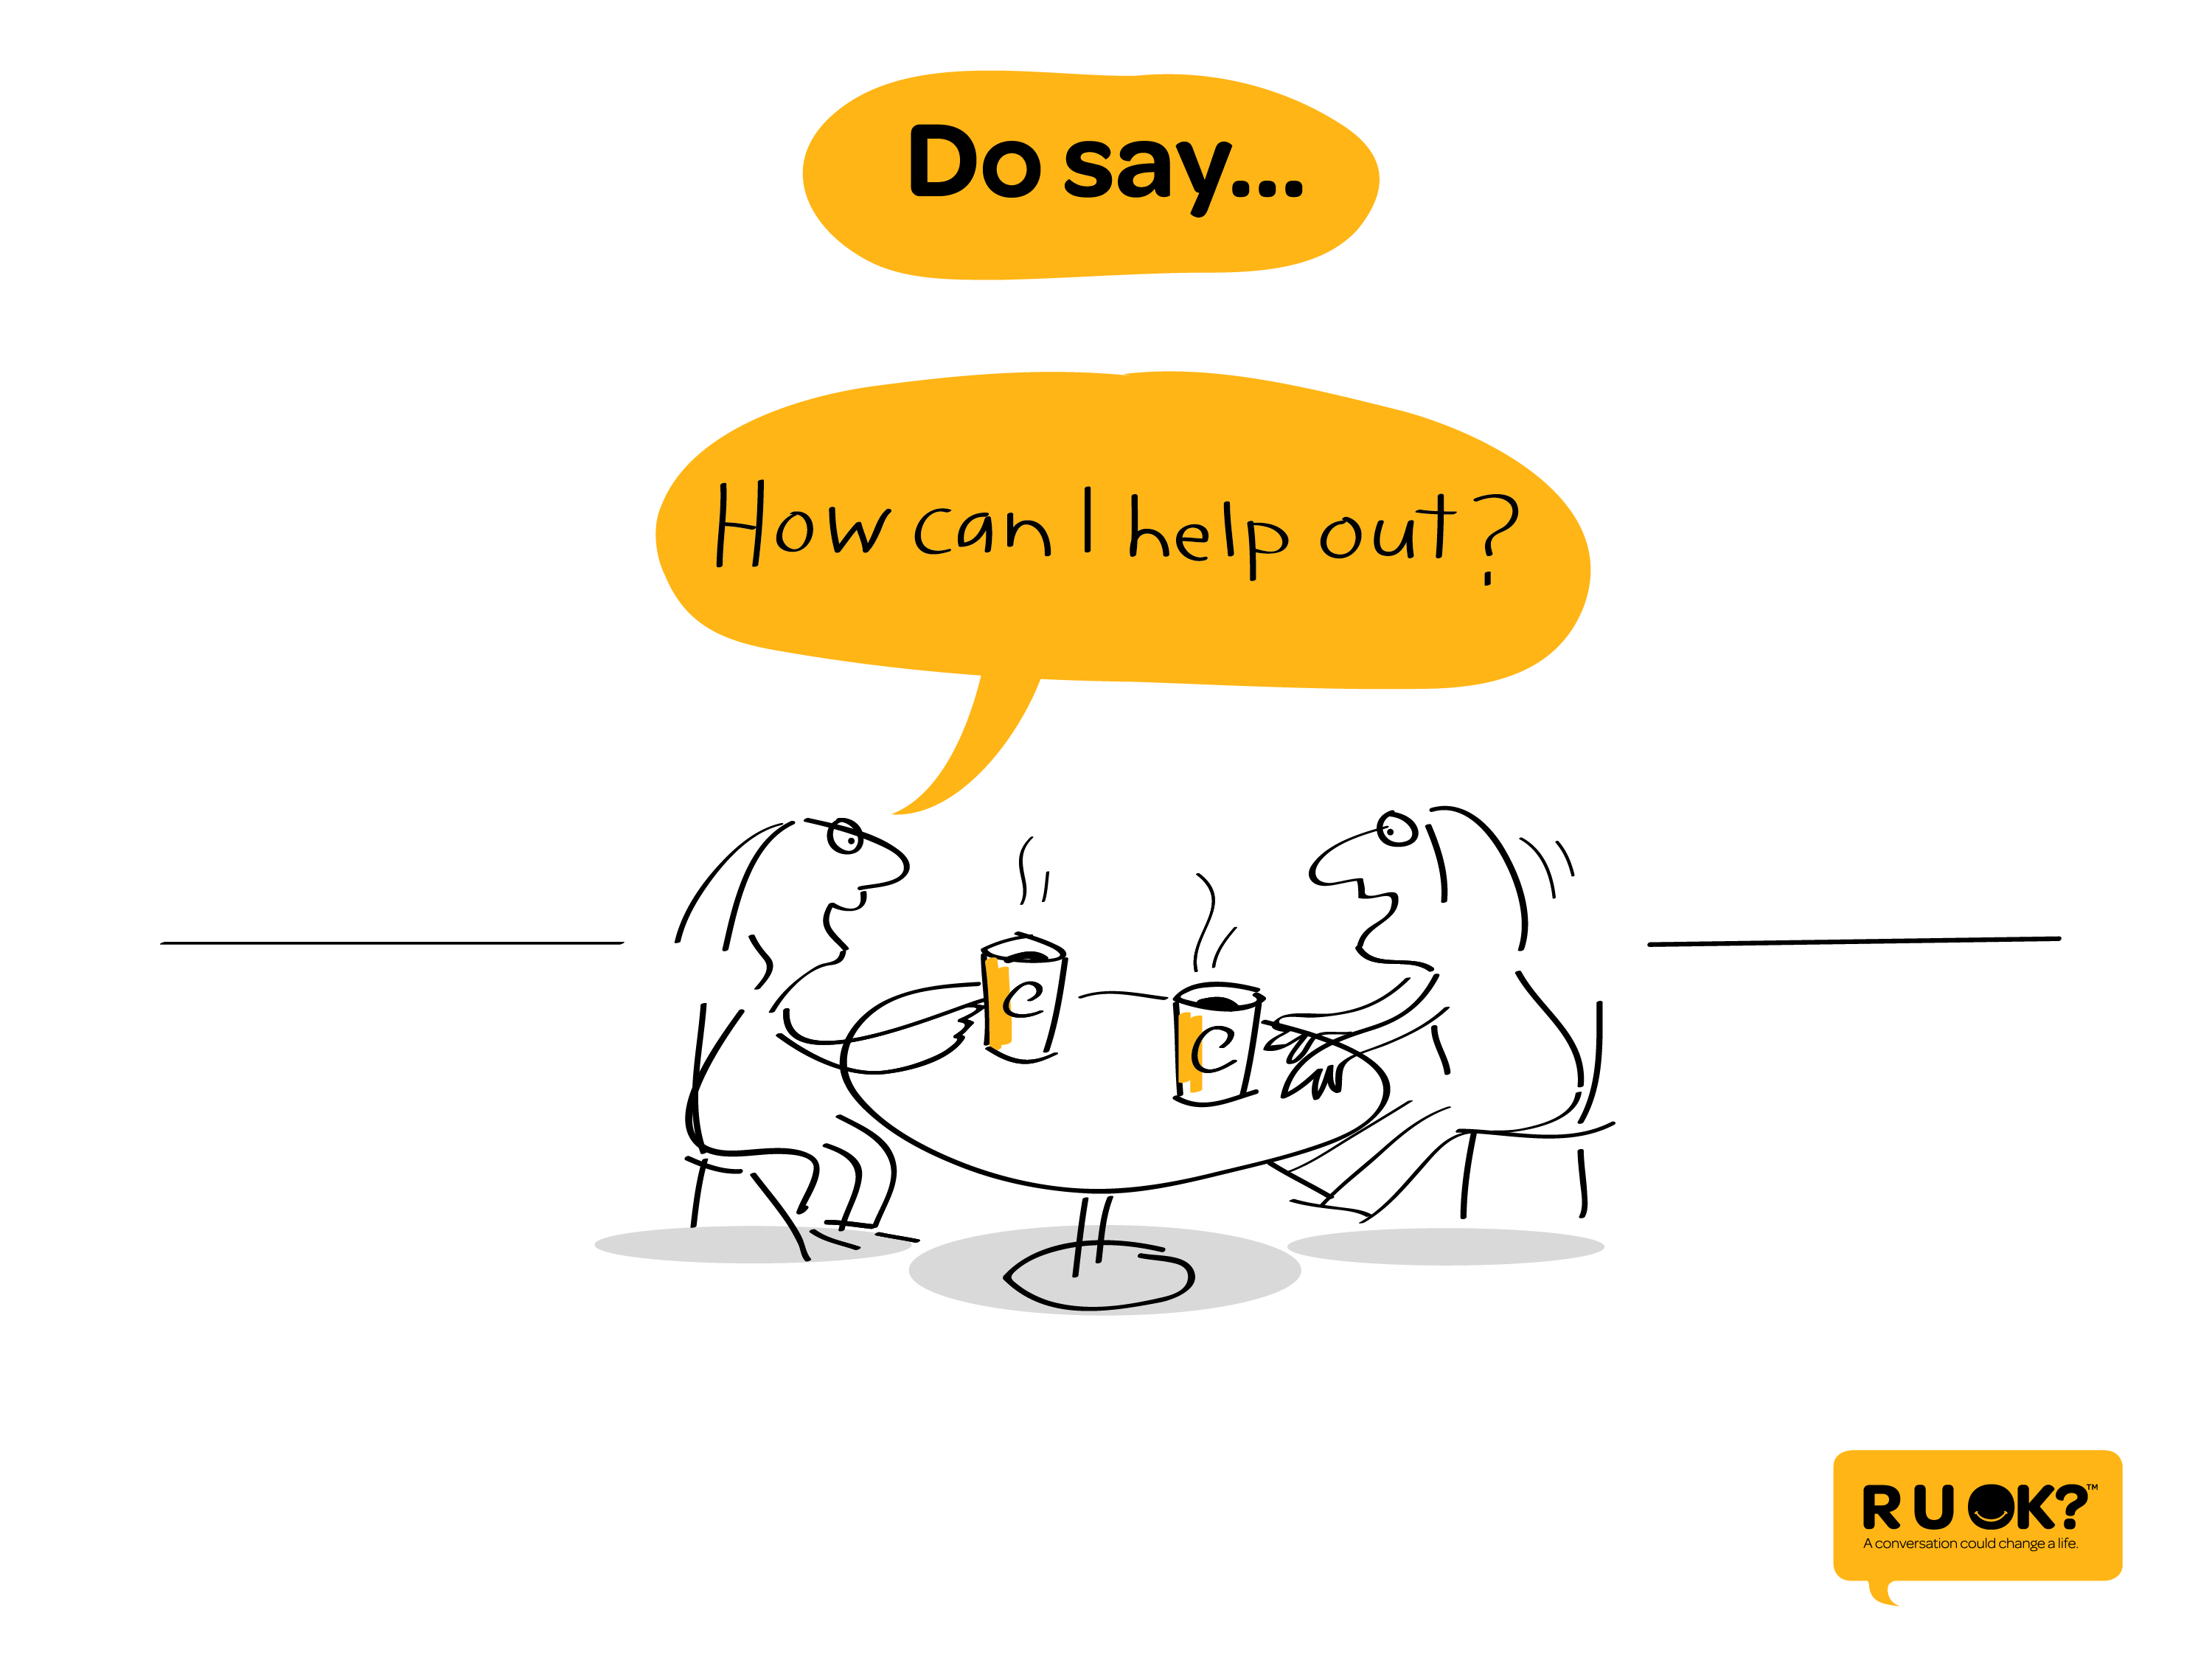 Do say...
How can I help out?
C
C
R U OK?™
A conversation could change a life.